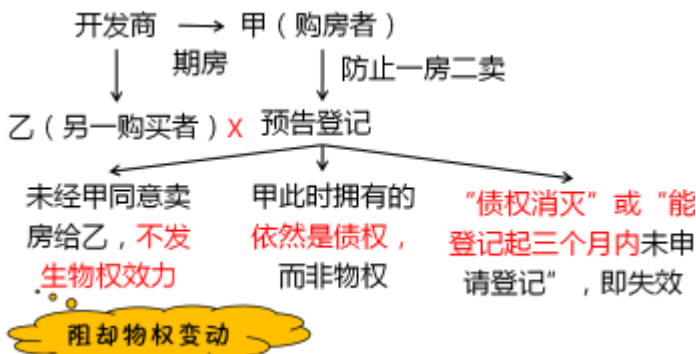 开发商 甲（购房者）
期房
防止一房二卖
乙（另一购买者）X 预告登记
未经甲同意卖
房给乙，不发
生物权效力
甲此时拥有的
依然是债权，
而非物权
“债权消灭”或“能
登记起三个月内未申
请登记”，即失效
阻却物权变动